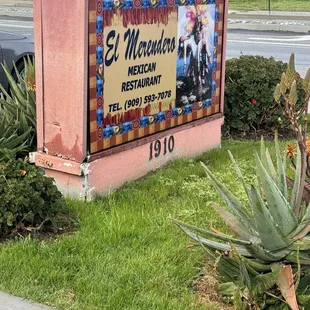 El Merendero
MEXICAN
RESTAURANT
TEL (909) 593-7078
1910